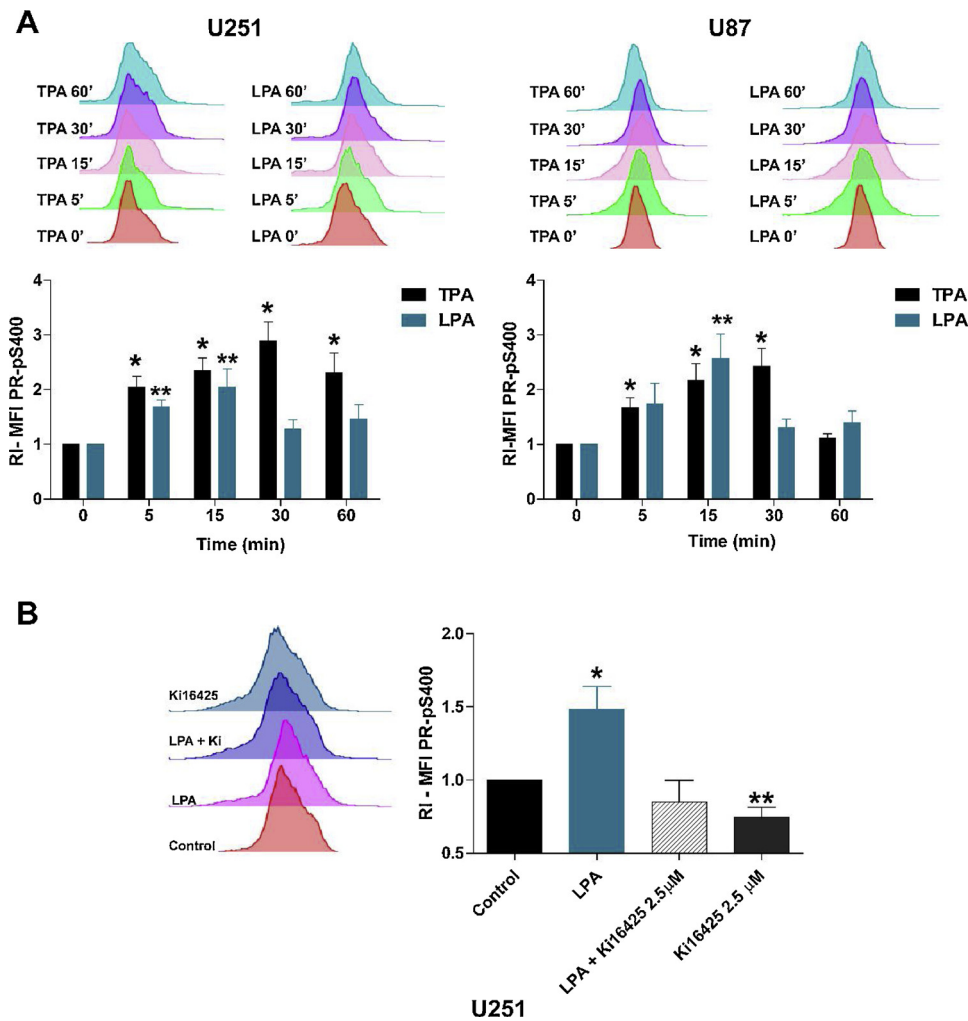 A
U251
U87
TPA 60’
TPA 30’
TPA 15’
TPA 5’
TPA 0’
LPA 60’
LPA 30’
LPA 15’
LPA 5’
LPA 0’
TPA 60’
TPA 30’
TPA 15’
TPA 5’
TPA 0’
LPA 60’
LPA 30’
LPA 15’
LPA 5’
LPA 0’
RI- MFI PR-pS400
4
3
2
1
0
* ** * ** * *
0 5 15 30 60
Time (min)
TPA
LPA
RI-MFI PR-pS400
4
3
2
1
0
* * ** *
0 5 15 30 60
Time (min)
TPA
LPA
B
Ki16425
LPA + Ki
LPA
Control
RI - MFI PR-pS400
2.0
1.5
1.0
0.5
* **
Control
LPA
LPA + Ki16425 2.5μM
Ki16425 2.5 μM
U251